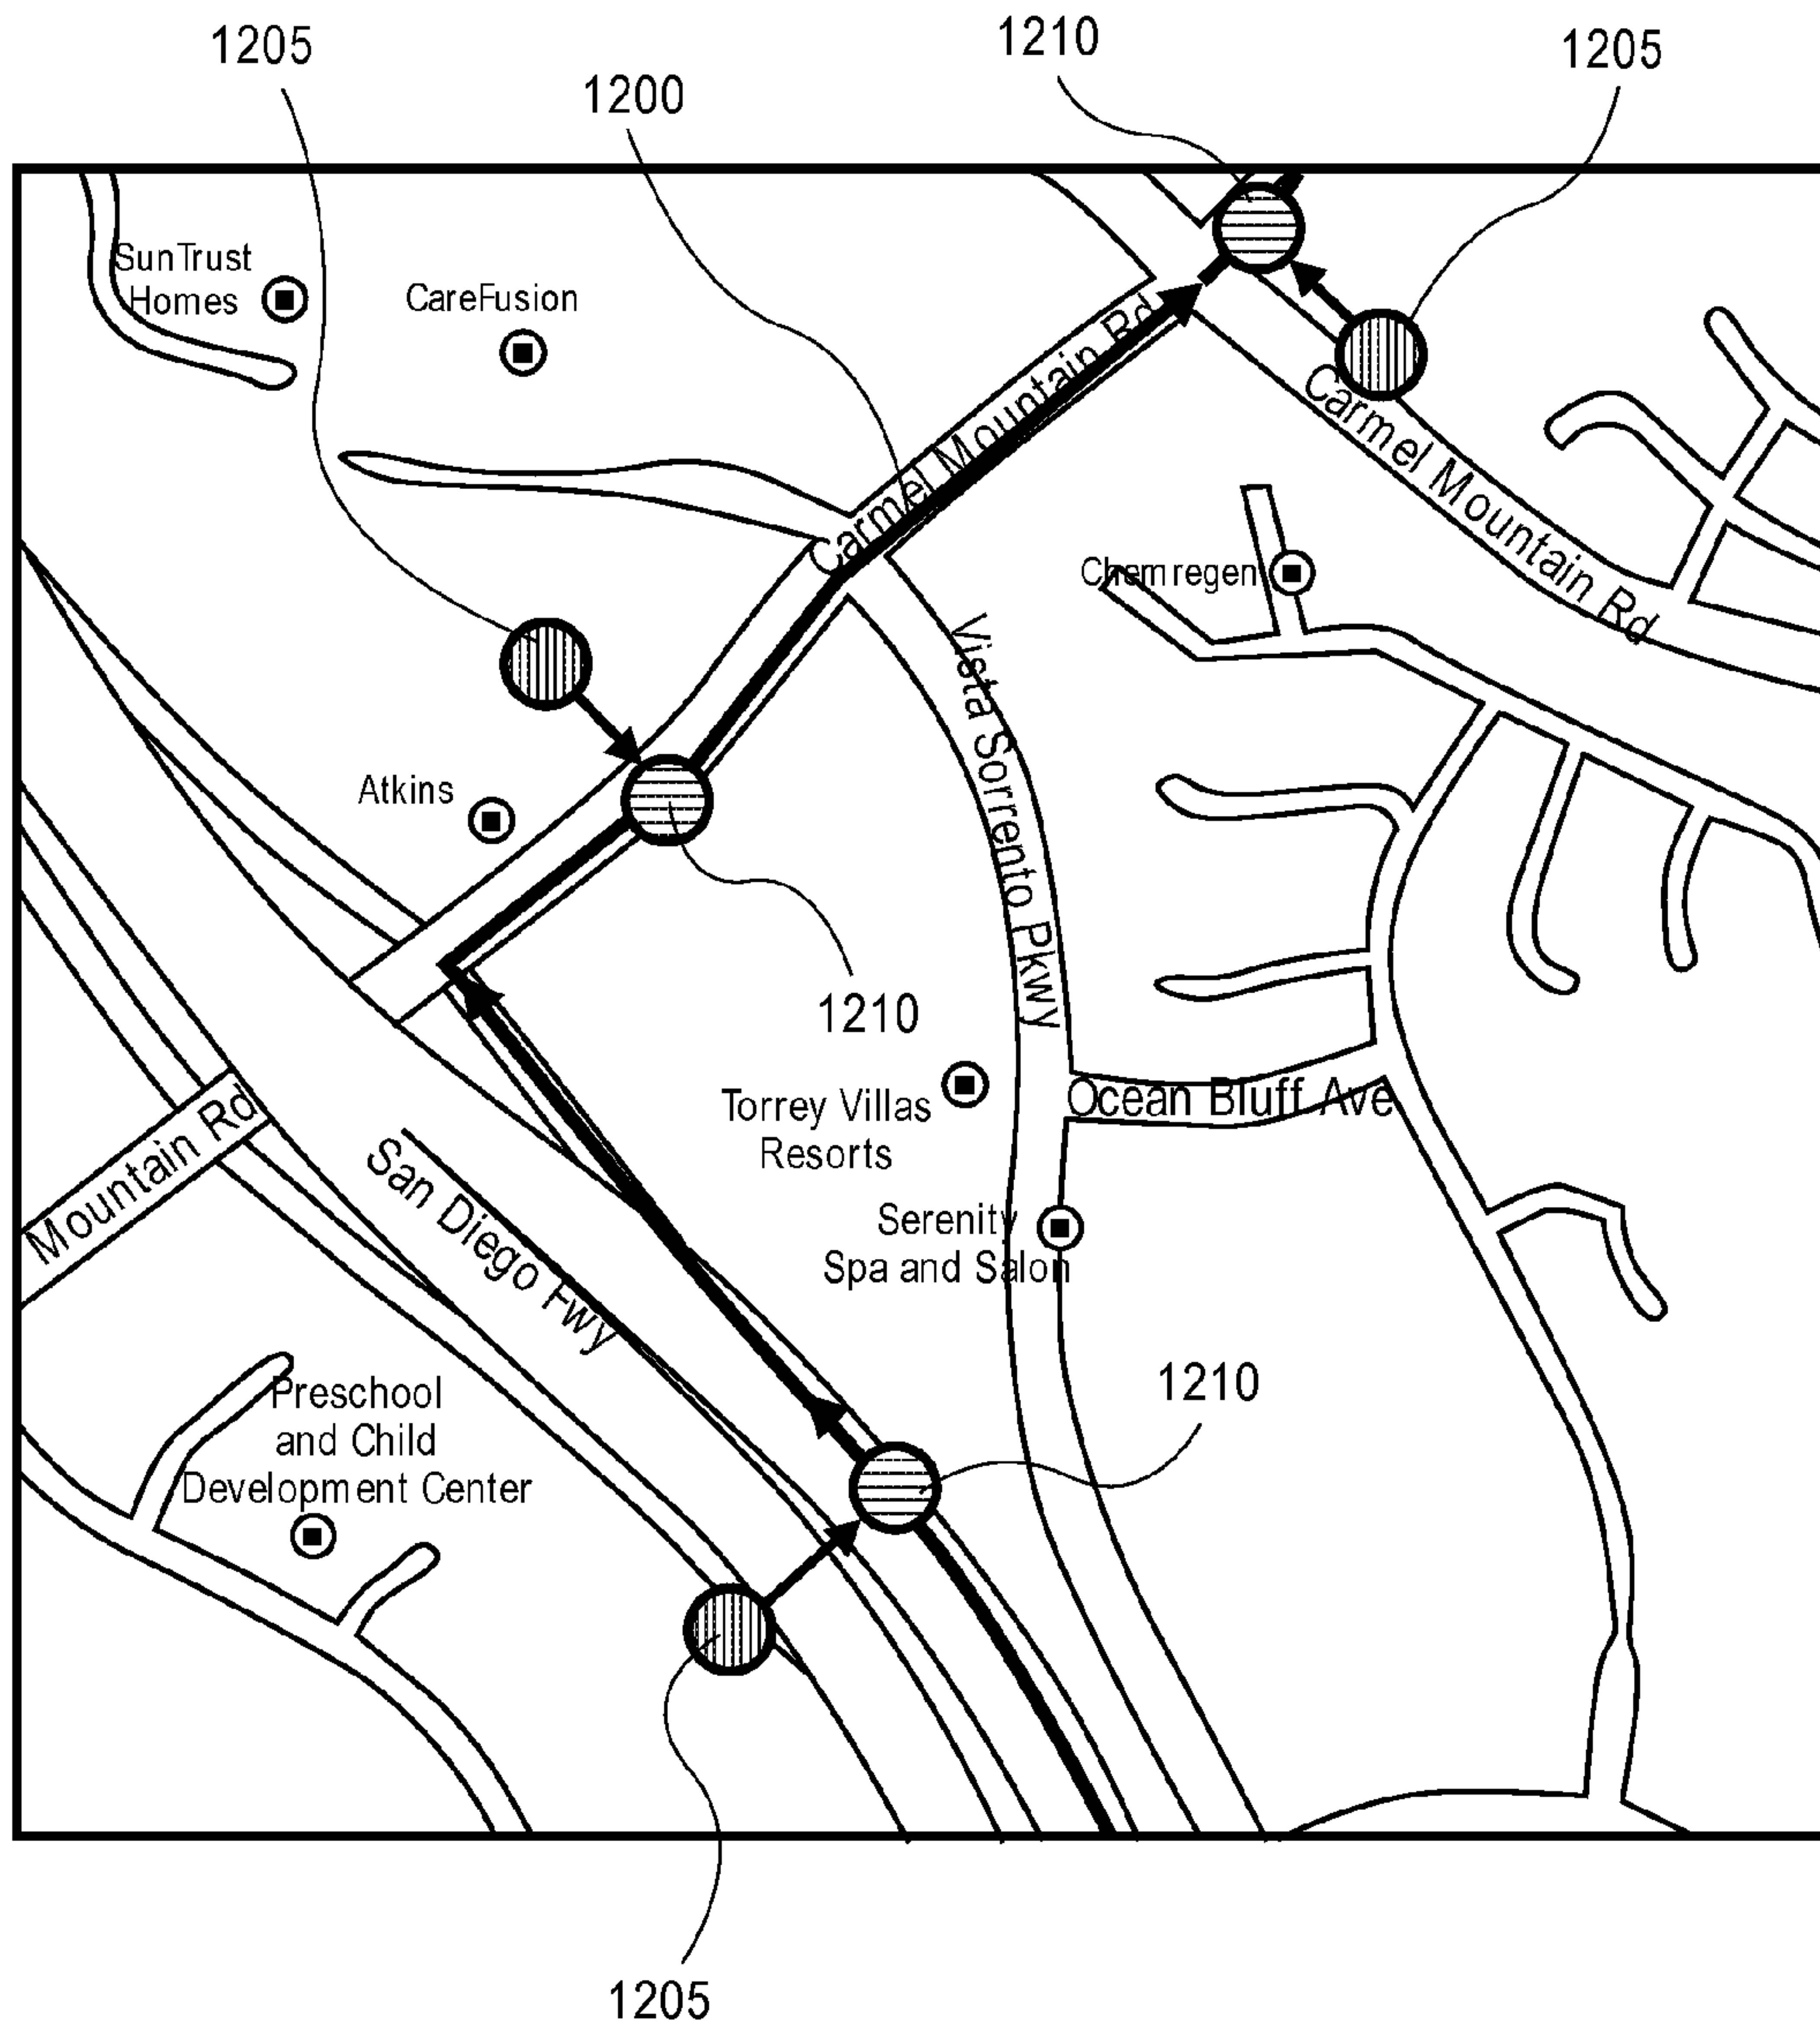 1205
1200
1210
1205
SunTrust
Homes
CareFusion
Carmel Mountain Rd
Carmel Mountain Rd
Chemregen
Vista Sorrento Pkwy
Atkins
1210
Torrey Villas
Resorts
Ocean Bluff Ave
Mountain Rd
San Diego Fwy
Serenity
Spa and Salon
1210
Preschool
and Child
Development Center
1205